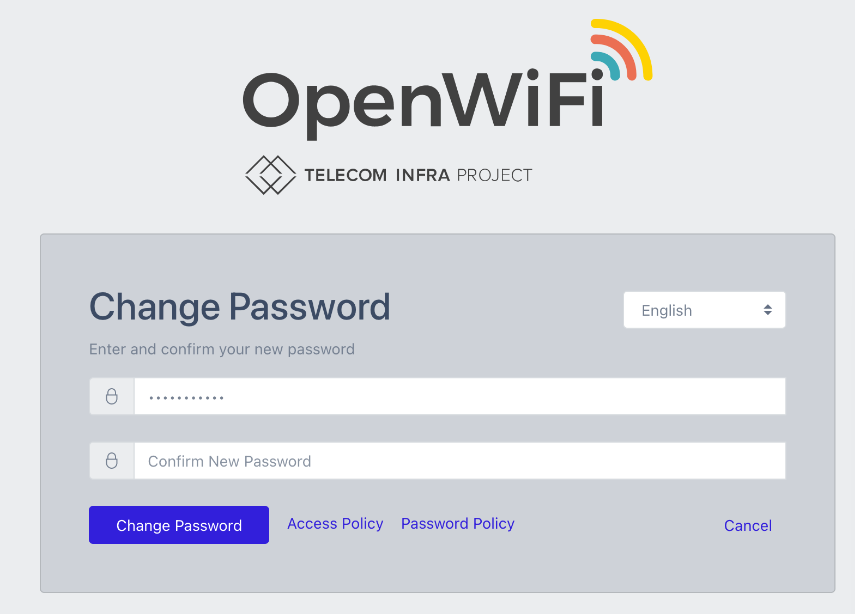 OpenWiFi
TELECOM INFRA PROJECT
Change Password
English
Enter and confirm your new password
•••••••••••
Confirm New Password
Change Password Access Policy Password Policy Cancel